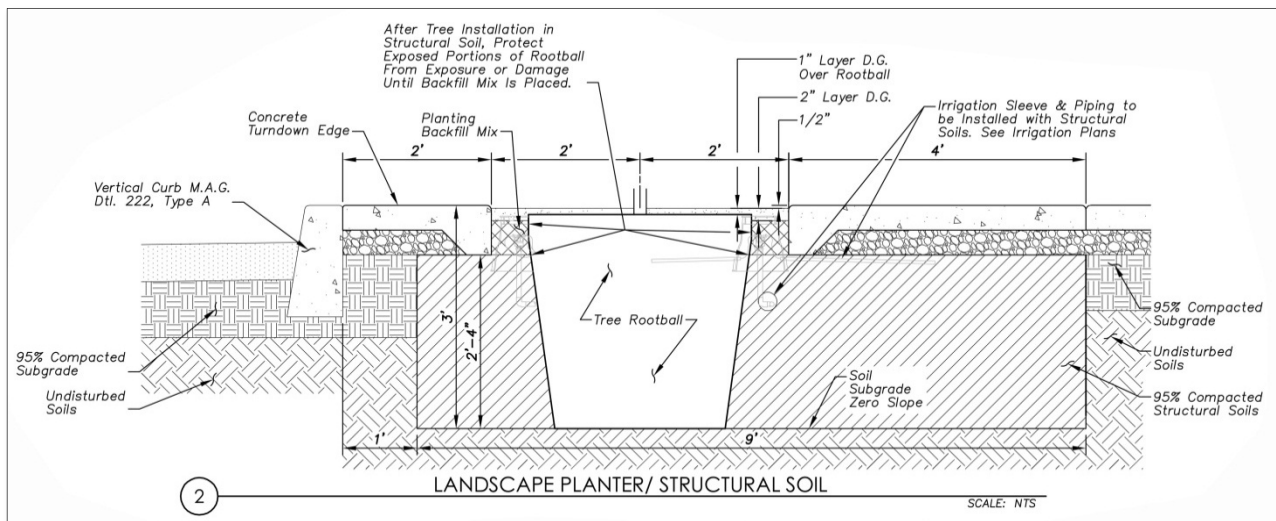 After Tree Installation in
Structural Soil, Protect
Exposed Portions of Rootball
From Exposure or Damage
Until Backfill Mix Is Placed.
1" Layer D.G.
Over Rootball
2" Layer D.G.
1/2"
Irrigation Sleeve & Piping to
be Installed with Structural
Soils. See Irrigation Plans
Concrete
Turndown Edge
Planting
Backfill Mix
2'
2'
2'
4'
Vertical Curb M.A.G.
Dtl. 222, Type A
3'
2'-4"
Tree Rootball
95% Compacted
Subgrade
Undisturbed
Soils
95% Compacted
Subgrade
Undisturbed
Soils
95% Compacted
Structural Soils
Soil
Subgrade
Zero Slope
1'
9'
2
LANDSCAPE PLANTER/ STRUCTURAL SOIL
SCALE: NTS